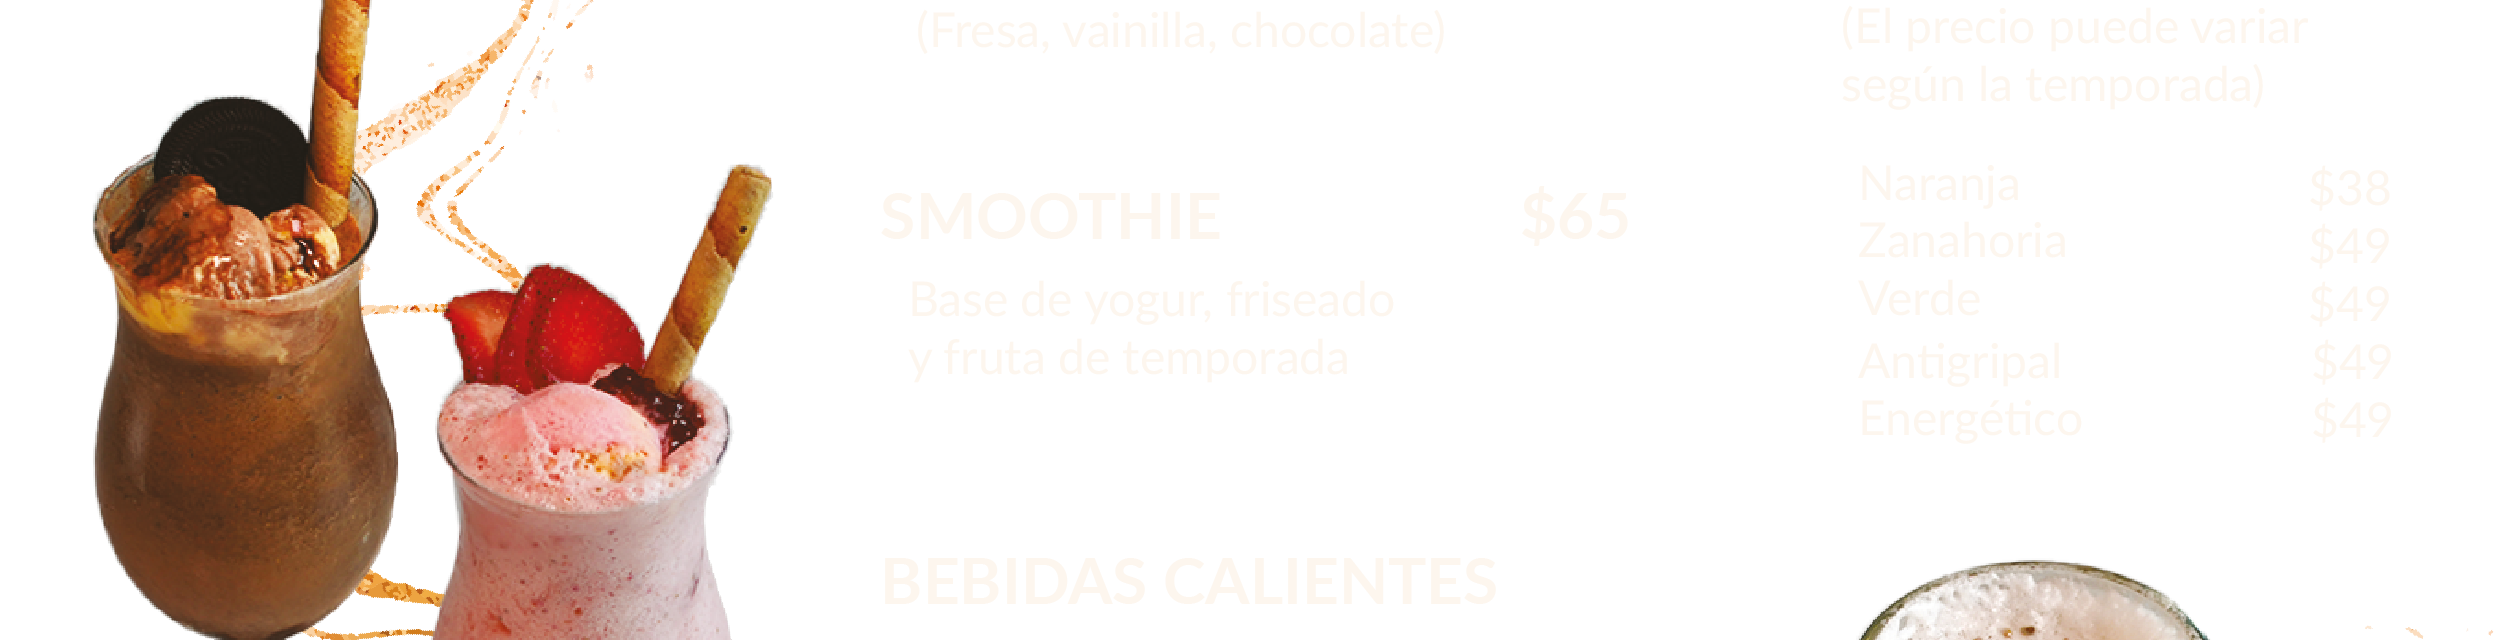 (Fresa, vainilla, chocolate)
SMOOTHIE $65
Base de yogur, friseado
y fruta de temporada
BEBIDAS CALIENTES
(El precio puede variar
según la temporada)
Naranja $38
Zanahoria $49
Verde $49
Antigripal $49
Energético $49